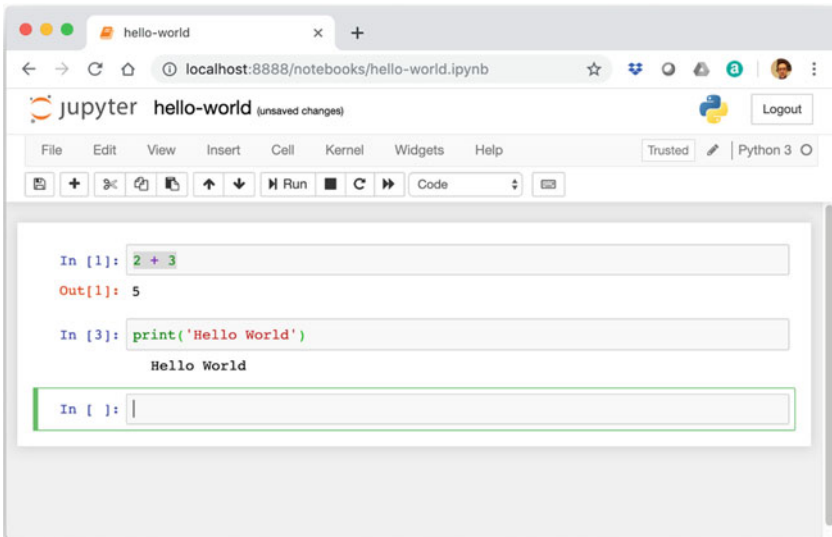 hello-world
localhost:8888/notebooks/hello-world.ipynb
a
jupyter hello-world (unsaved changes)
Logout
File Edit View Insert Cell Kernel Widgets Help
Trusted Python 3
Run Code
In [1]: 2 + 3
Out[1]: 5
In [3]: print('Hello World')
Hello World
In [ ]: